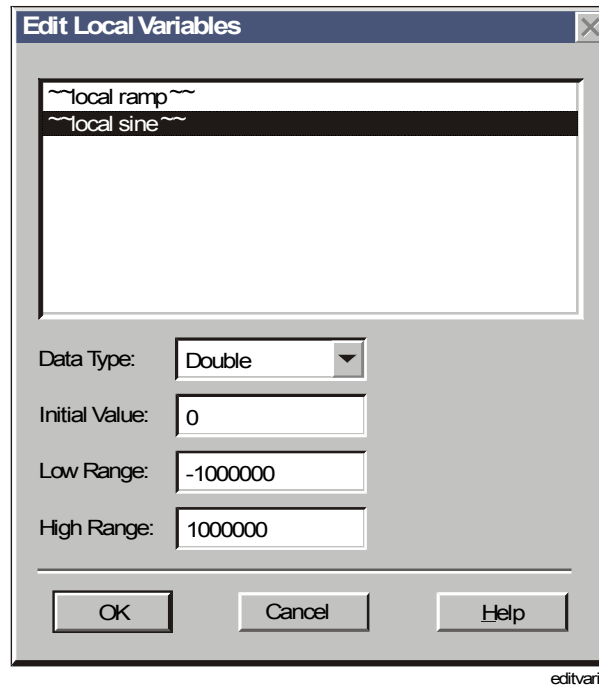 Edit Local Variables
~~local ramp~~
~~local sine~~
Data Type: Double
Initial Value: 0
Low Range: -1000000
High Range: 1000000
OK Cancel Help
editvari